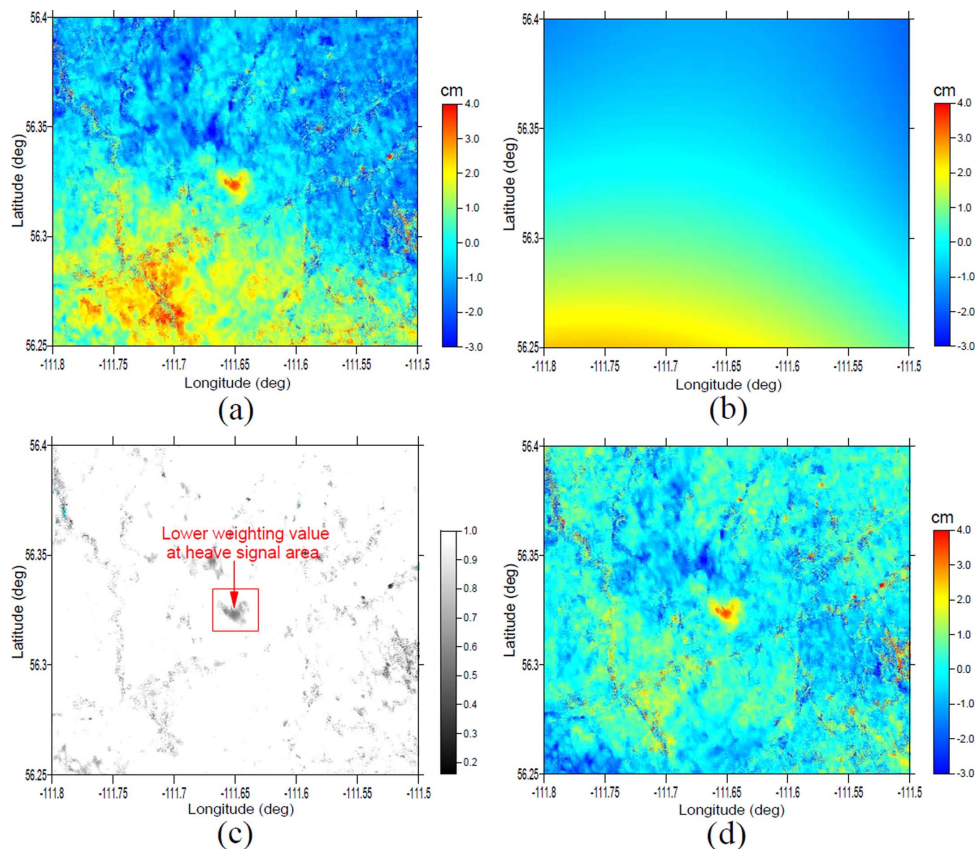 56.4
56.35
56.3
56.25
Latitude (deg)
-111.8 -111.75 -111.7 -111.65 -111.6 -111.55 -111.5
Longitude (deg)
cm
4.0
3.0
2.0
1.0
0.0
-1.0
-2.0
-3.0
(a)
56.4
56.35
56.3
56.25
Latitude (deg)
-111.8 -111.75 -111.7 -111.65 -111.6 -111.55 -111.5
Longitude (deg)
cm
4.0
3.0
2.0
1.0
0.0
-1.0
-2.0
-3.0
(b)
56.4
56.35
56.3
56.25
Latitude (deg)
Lower weighting value
at heave signal area
-111.8 -111.75 -111.7 -111.65 -111.6 -111.55 -111.5
Longitude (deg)
1.0
0.9
0.8
0.7
0.6
0.5
0.4
0.3
0.2
(c)
56.4
56.35
56.3
56.25
Latitude (deg)
-111.8 -111.75 -111.7 -111.65 -111.6 -111.55 -111.5
Longitude (deg)
cm
4.0
3.0
2.0
1.0
0.0
-1.0
-2.0
-3.0
(d)